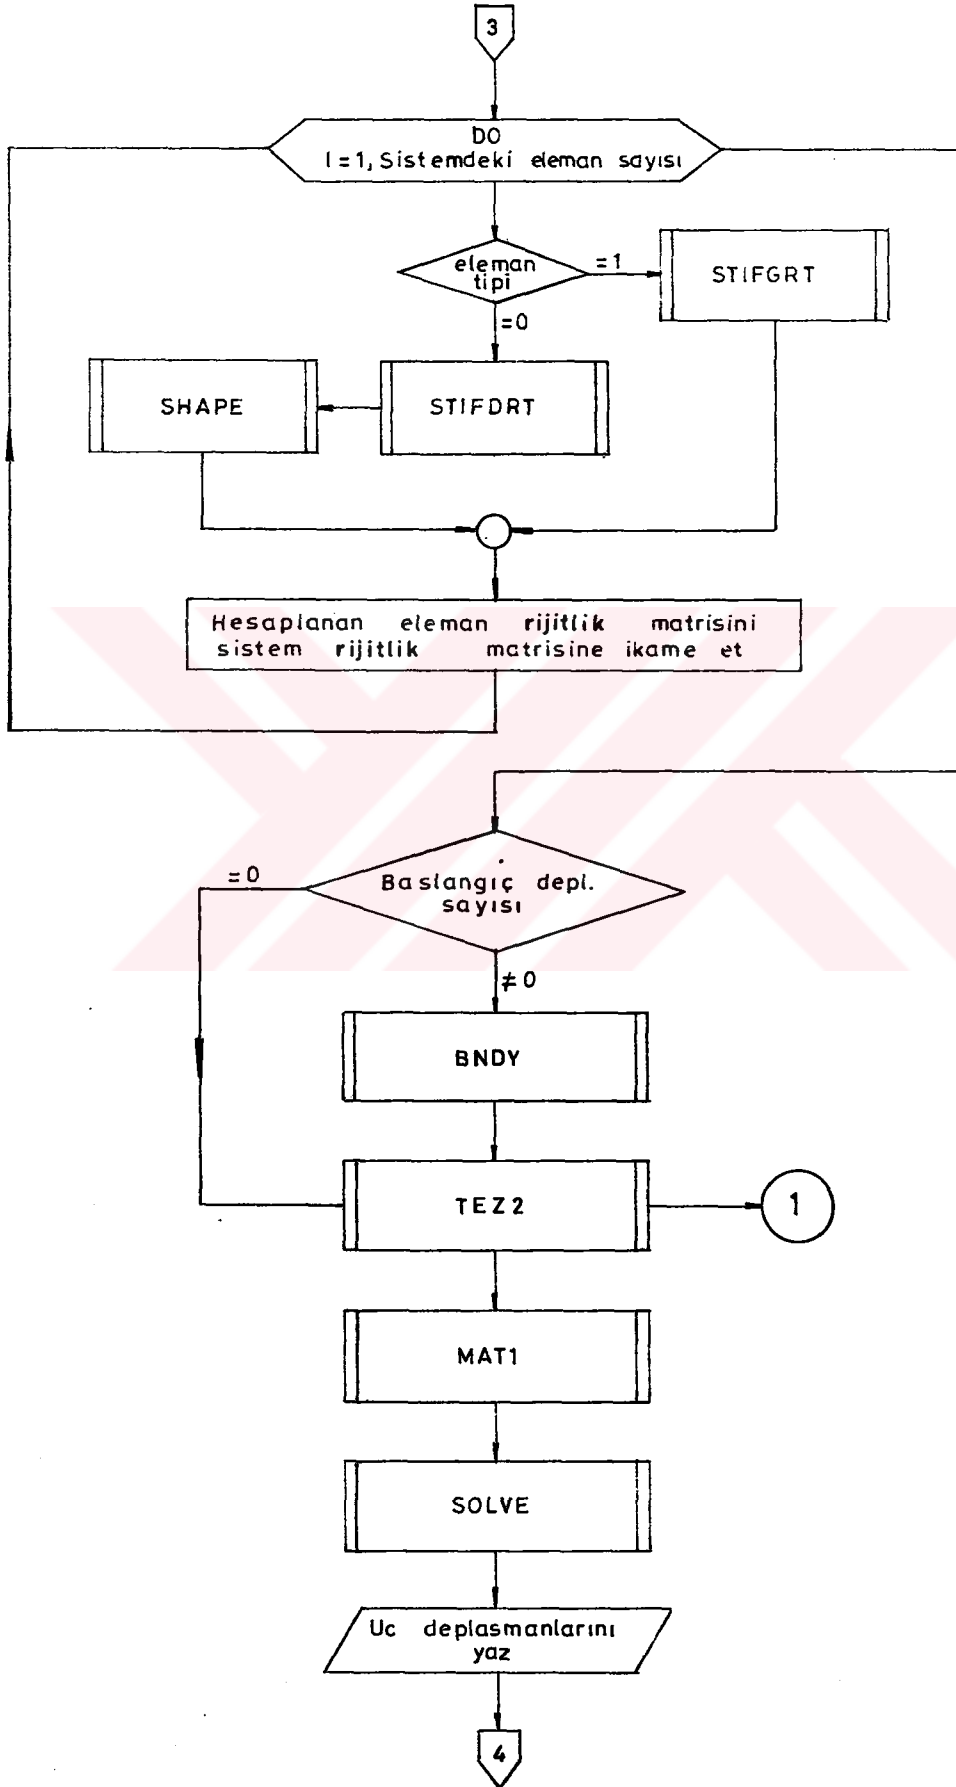 3
DO
I=1, Sistemdeki eleman sayısı
eleman
tipi
=1
STIFGRT
=0
SHAPE
STIFDRT
Hesaplanan eleman rijitlik matrisini
sistem rijitlik matrisine ikame et
=0
Baslangıç depl.
sayısı
≠0
BNDY
TEZ2
1
MAT1
SOLVE
Uc deplasmanlarını
yaz
4